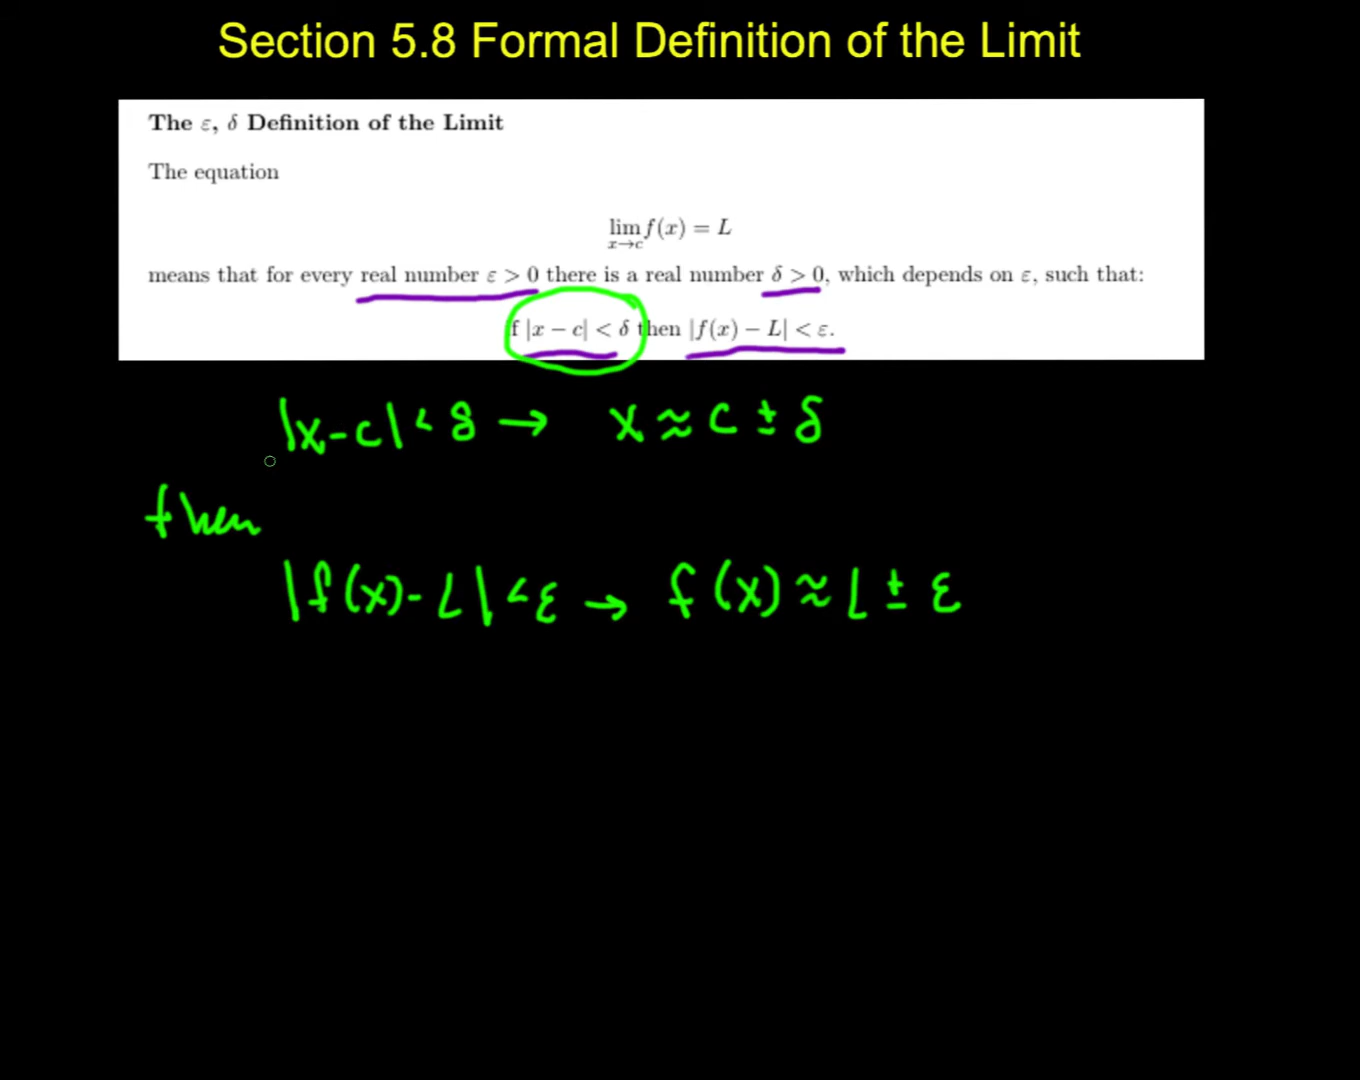 Section 5.8 Formal Definition of the Limit
The ε, δ Definition of the Limit
The equation
lim f(x) = L
x→c
means that for every real number ε > 0 there is a real number δ > 0, which depends on ε, such that:
f |x − c| < δ then |f(x) − L| < ε.
|x-c| < δ → x ≈ c ± δ
then
|f(x)- L| < ε → f(x) ≈ L ± ε